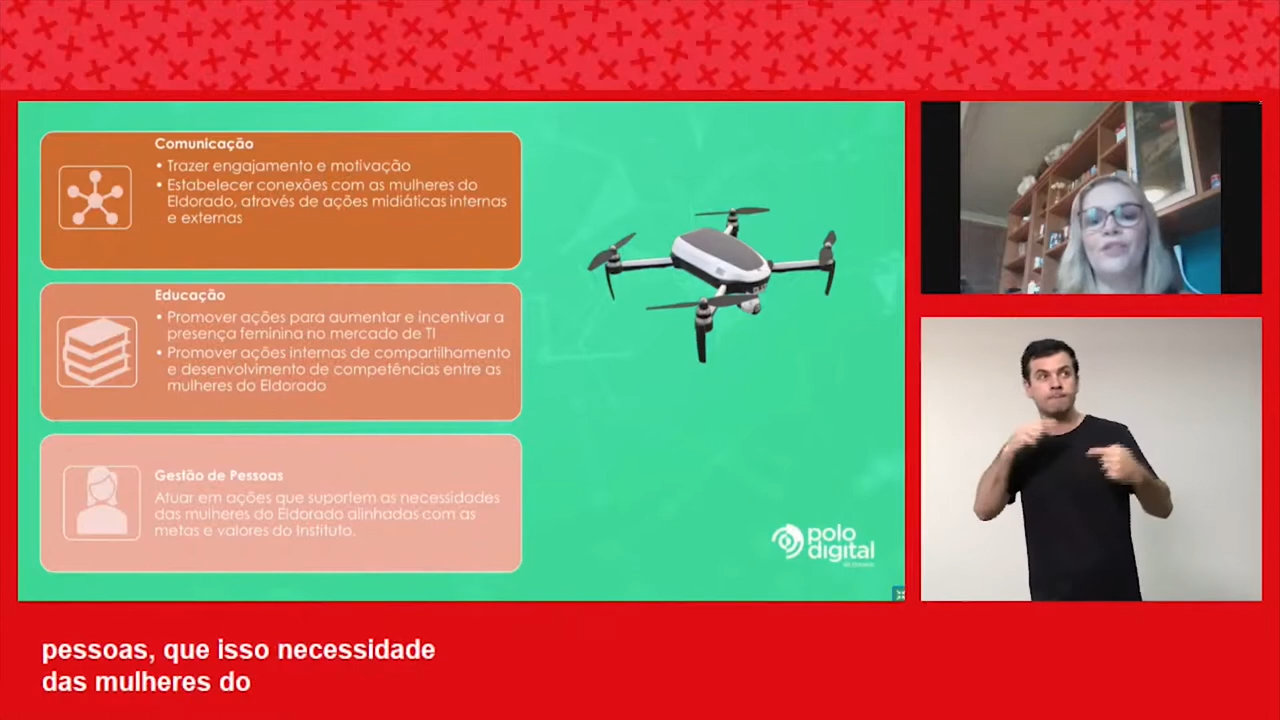 Comunicação
• Trazer engajamento e motivação
• Estabelecer conexões com as mulheres do
Eldorado, através de ações midiáticas internas
e externas
Educação
• Promover ações para aumentar e incentivar a
presença feminina no mercado de TI
• Promover ações internas de compartilhamento
e desenvolvimento de competências entre as
mulheres do Eldorado
Gestão de Pessoas
Atuar em ações que suportem as necessidades
das mulheres do Eldorado alinhadas com as
metas e valores do Instituto.
polo
digital
pessoas, que isso necessidade
das mulheres do